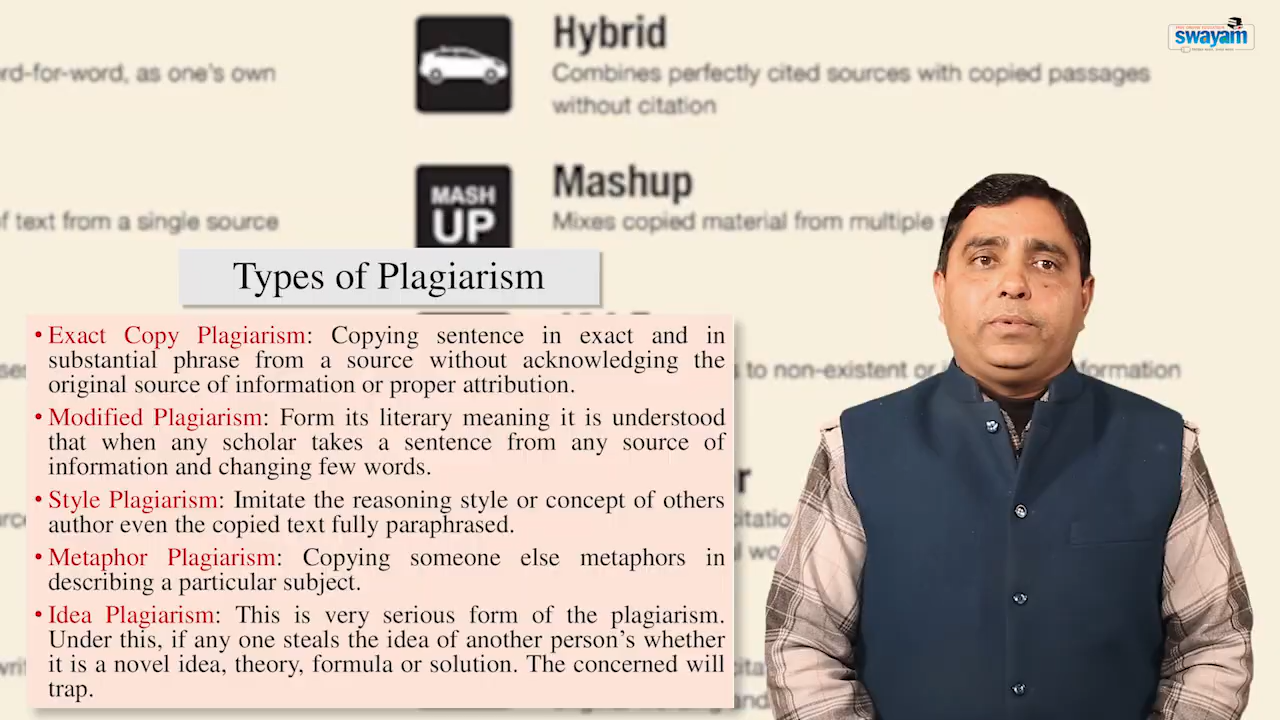 swayam
Hybrid
rd-for-word, as one's own
Combines perfectly cited sources with copied passages
without citation
MASH
UP
Mashup
of text from a single source
Mixes copied material from multiple
Types of Plagiarism
• Exact Copy Plagiarism: Copying sentence in exact and in
substantial phrase from a source without acknowledging the
original source of information or proper attribution.
• Modified Plagiarism: Form its literary meaning it is understood
that when any scholar takes a sentence from any source of
information and changing few words.
• Style Plagiarism: Imitate the reasoning style or concept of others
author even the copied text fully paraphrased.
• Metaphor Plagiarism: Copying someone else metaphors in
describing a particular subject.
• Idea Plagiarism: This is very serious form of the plagiarism.
Under this, if any one steals the idea of another person's whether
it is a novel idea, theory, formula or solution. The concerned will
trap.
to non-existent or